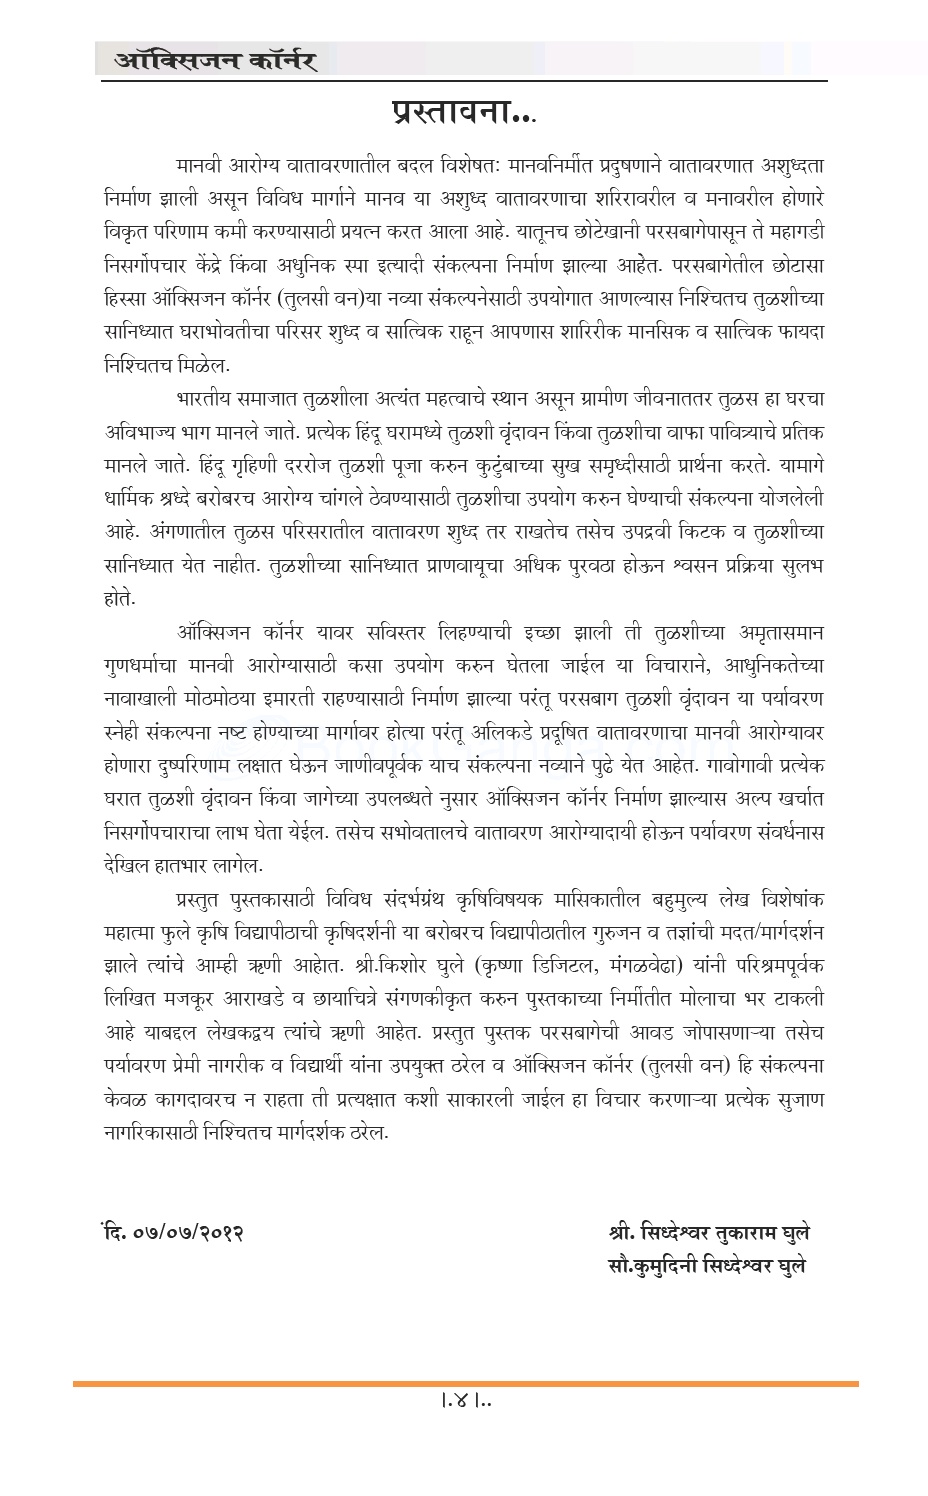 ऑक्सिजन कॉर्नर
प्रस्तावना...
मानवी आरोग्य वातावरणातील बदल विशेषत: मानवनिर्मीत प्रदुषणाने वातावरणात अशुध्दता
निर्माण झाली असून विविध मार्गाने मानव या अशुध्द वातावरणाचा शरिरावरील व मनावरील होणारे
विकृत परिणाम कमी करण्यासाठी प्रयत्न करत आला आहे. यातूनच छोटेखानी परसबागेपासून ते महागडी
निसर्गोपचार केंद्रे किंवा अधुनिक स्पा इत्यादी संकल्पना निर्माण झाल्या आहेत. परसबागेतील छोटासा
हिस्सा ऑक्सिजन कॉर्नर (तुलसी वन)या नव्या संकल्पनेसाठी उपयोगात आणल्यास निश्चितच तुळशीच्या
सानिध्यात घराभोवतीचा परिसर शुध्द व सात्विक राहून आपणास शारिरीक मानसिक व सात्विक फायदा
निश्चितच मिळेल.
भारतीय समाजात तुळशीला अत्यंत महत्वाचे स्थान असून ग्रामीण जीवनाततर तुळस हा घरचा
अविभाज्य भाग मानले जाते. प्रत्येक हिंदू घरामध्ये तुळशी वृंदावन किंवा तुळशीचा वाफा पावित्र्याचे प्रतिक
मानले जाते. हिंदू गृहिणी दररोज तुळशी पूजा करुन कुटुंबाच्या सुख समृध्दीसाठी प्रार्थना करते. यामागे
धार्मिक श्रध्दे बरोबरच आरोग्य चांगले ठेवण्यासाठी तुळशीचा उपयोग करुन घेण्याची संकल्पना योजलेली
आहे. अंगणातील तुळस परिसरातील वातावरण शुध्द तर राखतेच तसेच उपद्रवी किटक व तुळशीच्या
सानिध्यात येत नाहीत. तुळशीच्या सानिध्यात प्राणवायूचा अधिक पुरवठा होऊन श्वसन प्रक्रिया सुलभ
होते.
ऑक्सिजन कॉर्नर यावर सविस्तर लिहण्याची इच्छा झाली ती तुळशीच्या अमृतासमान
गुणधर्माचा मानवी आरोग्यासाठी कसा उपयोग करुन घेतला जाईल या विचाराने, आधुनिकतेच्या
नावाखाली मोठमोठया इमारती राहण्यासाठी निर्माण झाल्या परंतू परसबाग तुळशी वृंदावन या पर्यावरण
स्नेही संकल्पना नष्ट होण्याच्या मार्गावर होत्या परंतू अलिकडे प्रदूषित वातावरणाचा मानवी आरोग्यावर
होणारा दुष्परिणाम लक्षात घेऊन जाणीवपूर्वक याच संकल्पना नव्याने पुढे येत आहेत. गावोगावी प्रत्येक
घरात तुळशी वृंदावन किंवा जागेच्या उपलब्धते नुसार ऑक्सिजन कॉर्नर निर्माण झाल्यास अल्प खर्चात
निसर्गोपचाराचा लाभ घेता येईल. तसेच सभोवतालचे वातावरण आरोग्यादायी होऊन पर्यावरण संवर्धनास
देखिल हातभार लागेल.
प्रस्तुत पुस्तकासाठी विविध संदर्भग्रंथ कृषिविषयक मासिकातील बहुमुल्य लेख विशेषांक
महात्मा फुले कृषि विद्यापीठाची कृषिदर्शनी या बरोबरच विद्यापीठातील गुरुजन व तज्ञांची मदत/मार्गदर्शन
झाले त्यांचे आम्ही ऋणी आहोत. श्री.किशोर घुले (कृष्णा डिजिटल, मंगळवेढा) यांनी परिश्रमपूर्वक
लिखित मजकूर आराखडे व छायाचित्रे संगणकीकृत करुन पुस्तकाच्या निर्मीतीत मोलाचा भर टाकली
आहे याबद्दल लेखकद्वय त्यांचे ऋणी आहेत. प्रस्तुत पुस्तक परसबागेची आवड जोपासणाऱ्या तसेच
पर्यावरण प्रेमी नागरीक व विद्यार्थी यांना उपयुक्त ठरेल व ऑक्सिजन कॉर्नर (तुलसी वन) हि संकल्पना
केवळ कागदावरच न राहता ती प्रत्यक्षात कशी साकारली जाईल हा विचार करणाऱ्या प्रत्येक सुजाण
नागरिकासाठी निश्चितच मार्गदर्शक ठरेल.
दि. ०७/०७/२०१२
श्री. सिध्देश्वर तुकाराम घुले
सौ.कुमुदिनी सिध्देश्वर घुले
।.४।..